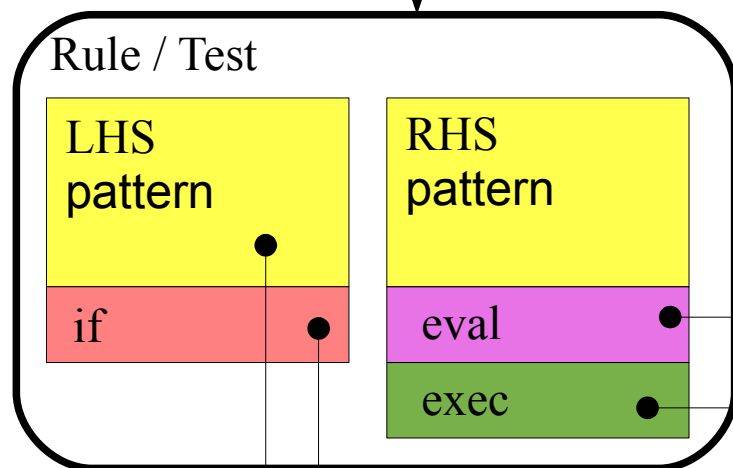 Rule / Test
LHS
pattern
if
RHS
pattern
eval
exec